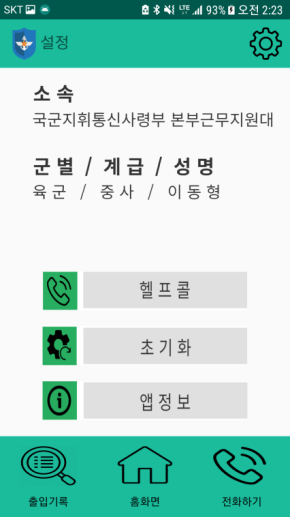 SKT LTE 93% 오전 2:23
설정
소 속
국군지휘통신사령부 본부근무지원대
군 별 / 계 급 / 성 명
육 군 / 중 사 / 이 동 형
헬 프 콜
초 기 화
앱 정 보
출입기록 홈화면 전화하기